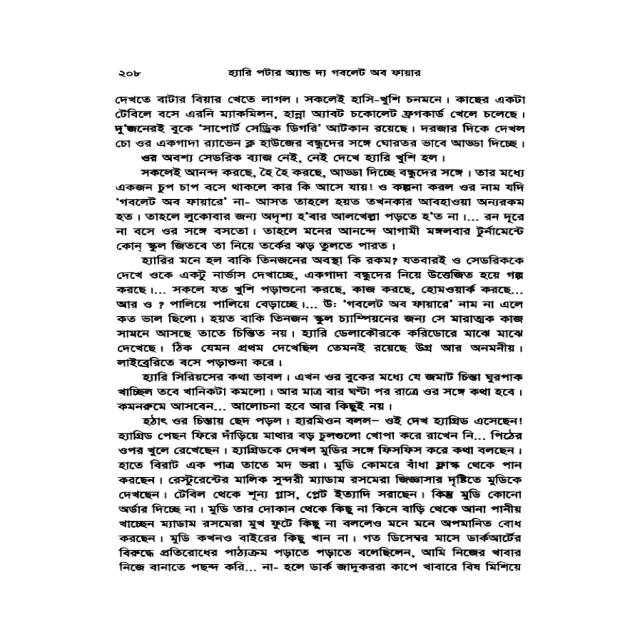 ২০৮ হ্যারি পটার অ্যান্ড দ্য গবলেট অব ফায়ার
দেখতে বাটার বিয়ার খেতে লাগল। সকলেই হাসি-খুশি চনমনে। কাছের একটা
টেবিলে বসে এরনি ম্যাকমিলন, হান্না অ্যাবট চকোলেট ফ্রগকার্ড খেলে চলেছে।
দু'জনেরই বুকে ‘সাপোর্ট সেড্রিক ডিগরি’ আটকান রয়েছে। দরজার দিকে দেখল
চো ওর একগাদা র‍্যাভেন ক্ল হাউজের বন্ধুদের সঙ্গে ঘোরতর ভাবে আড্ডা দিচ্ছে।
ওর অবশ্য সেডরিক ব্যাজ নেই, নেই দেখে হ্যারি খুশি হল।
সকলেই আনন্দ করছে, হৈ হৈ করছে, আড্ডা দিচ্ছে বন্ধুদের সঙ্গে। তার মধ্যে
একজন চুপ চাপ বসে থাকলে কার কি আসে যায়! ও কল্পনা করল ওর নাম যদি
‘গবলেট অব ফায়ারে’ না- আসত তাহলে হয়ত তখনকার আবহাওয়া অন্যরকম
হত। তাহলে লুকোবার জন্য অদৃশ্য হ'বার আলখেল্লা পড়তে হ'ত না।... রন দূরে
না বসে ওর সঙ্গে বসতো। তাহলে মনের আনন্দে আগামী মঙ্গলবার টুর্নামেন্টে
কোন্ স্কুল জিতবে তা নিয়ে তর্কের ঝড় তুলতে পারত।
হ্যারির মনে হল বাকি তিনজনের অবস্থা কি রকম? যতবারই ও সেডরিককে
দেখে ওকে একটু নার্ভাস দেখাচ্ছে, একগাদা বন্ধুদের নিয়ে উত্তেজিত হয়ে গল্প
করছে।... সকলে যত খুশি পড়াশুনো করছে, কাজ করছে, হোমওয়ার্ক করছে...
আর ও ? পালিয়ে পালিয়ে বেড়াচ্ছে।... উঃ ‘গবলেট অব ফায়ারে’ নাম না এলে
কত ভাল ছিলো। হয়ত বাকি তিনজন স্কুল চ্যাম্পিয়নের জন্য সে মারাত্মক কাজ
সামনে আসছে তাতে চিন্তিত নয়। হ্যারি ডেলাকৌরকে করিডোরে মাঝে মাঝে
দেখেছে। ঠিক যেমন প্রথম দেখেছিল তেমনই রয়েছে উগ্র আর অনমনীয়।
লাইব্রেরিতে বসে পড়াশুনা করে।
হ্যারি সিরিয়সের কথা ভাবল। এখন ওর বুকের মধ্যে যে জমাট চিন্তা ঘুরপাক
খাচ্ছিল তবে খানিকটা কমলো। আর মাত্র বার ঘণ্টা পর রাত্রে ওর সঙ্গে কথা হবে।
কমনরুমে আসবেন... আলোচনা হবে আর কিছুই নয়।
হঠাৎ ওর চিন্তায় ছেদ পড়ল। হারমিওন বলল– ওই দেখ হ্যাগ্রিড এসেছেন!
হ্যাগ্রিড পেছন ফিরে দাঁড়িয়ে মাথার বড় চুলগুলো খোপা করে রাখেন নি... পিঠের
ওপর খুলে রেখেছেন। হ্যাগ্রিডকে দেখল মুডির সঙ্গে ফিসফিস করে কথা বলছেন।
হাতে বিরাট এক পাত্র তাতে মদ ভরা। মুডি কোমরে বাঁধা ফ্লাস্ক থেকে পান
করছেন। রেস্টুরেন্টের মালিক সুন্দরী ম্যাডাম রসমেরা জিজ্ঞাসার দৃষ্টিতে মুডিকে
দেখছেন। টেবিল থেকে শূন্য গ্লাস, প্লেট ইত্যাদি সরাচ্ছেন। কিন্তু মুডি কোনো
অর্ডার দিচ্ছে না। মুডি তার দোকান থেকে কিছু না কিনে বাড়ি থেকে আনা পানীয়
খাচ্ছেন ম্যাডাম রসমেরা মুখ ফুটে কিছু না বললেও মনে মনে অপমানিত বোধ
করছেন। মুডি কখনও বাইরের কিছু খান না। গত ডিসেম্বর মাসে ডার্কআর্টের
বিরুদ্ধে প্রতিরোধের পাঠ্যক্রম পড়াতে পড়াতে বলেছিলেন, আমি নিজের খাবার
নিজে বানাতে পছন্দ করি... না- হলে ডার্ক জাদুকররা কাপে খাবারে বিষ মিশিয়ে